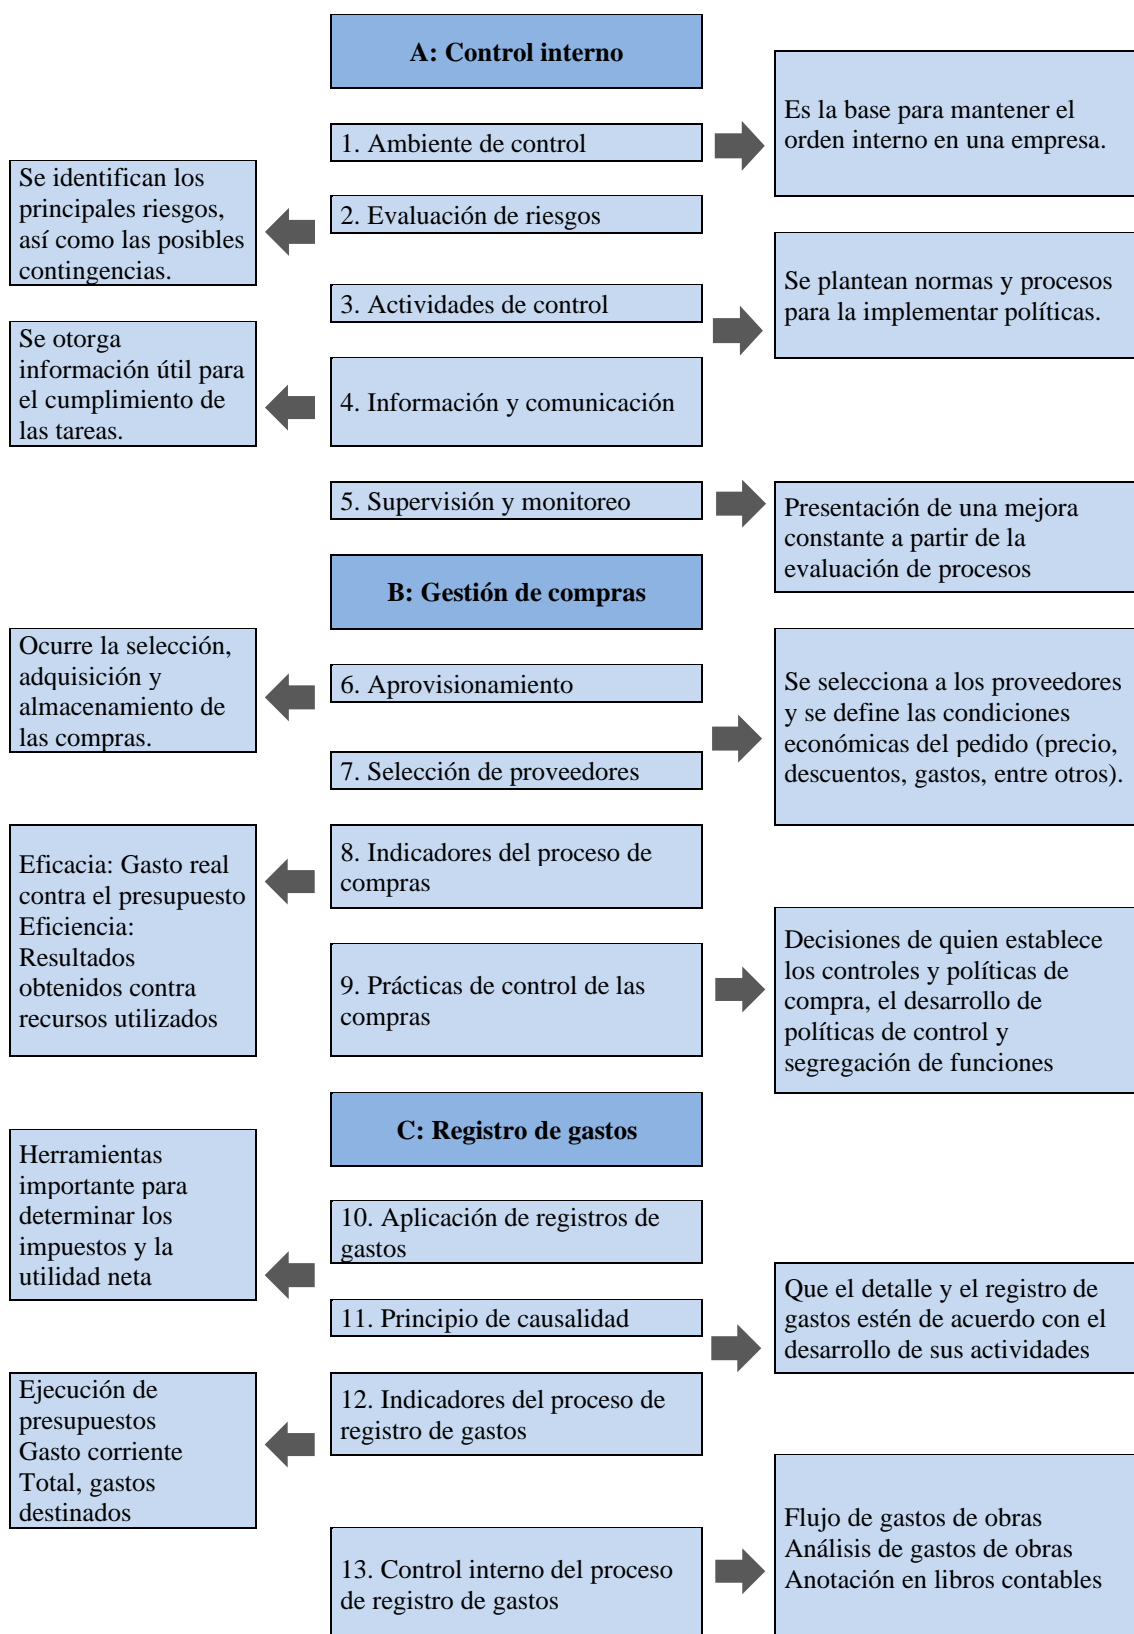 A: Control interno
1. Ambiente de control
Es la base para mantener el
orden interno en una empresa.
2. Evaluación de riesgos
Se identifican los
principales riesgos,
así como las posibles
contingencias.
3. Actividades de control
Se plantean normas y procesos
para la implementar políticas.
4. Información y comunicación
Se otorga
información útil para
el cumplimiento de
las tareas.
5. Supervisión y monitoreo
Presentación de una mejora
constante a partir de la
evaluación de procesos
B: Gestión de compras
6. Aprovisionamiento
Ocurre la selección,
adquisición y
almacenamiento de
las compras.
7. Selección de proveedores
Se selecciona a los proveedores
y se define las condiciones
económicas del pedido (precio,
descuentos, gastos, entre otros).
8. Indicadores del proceso de
compras
Eficacia: Gasto real
contra el presupuesto
Eficiencia:
Resultados
obtenidos contra
recursos utilizados
9. Prácticas de control de las
compras
Decisiones de quien establece
los controles y políticas de
compra, el desarrollo de
políticas de control y
segregación de funciones
C: Registro de gastos
10. Aplicación de registros de
gastos
Herramientas
importante para
determinar los
impuestos y la
utilidad neta
11. Principio de causalidad
Que el detalle y el registro de
gastos estén de acuerdo con el
desarrollo de sus actividades
12. Indicadores del proceso de
registro de gastos
Ejecución de
presupuestos
Gasto corriente
Total, gastos
destinados
13. Control interno del proceso
de registro de gastos
Flujo de gastos de obras
Análisis de gastos de obras
Anotación en libros contables